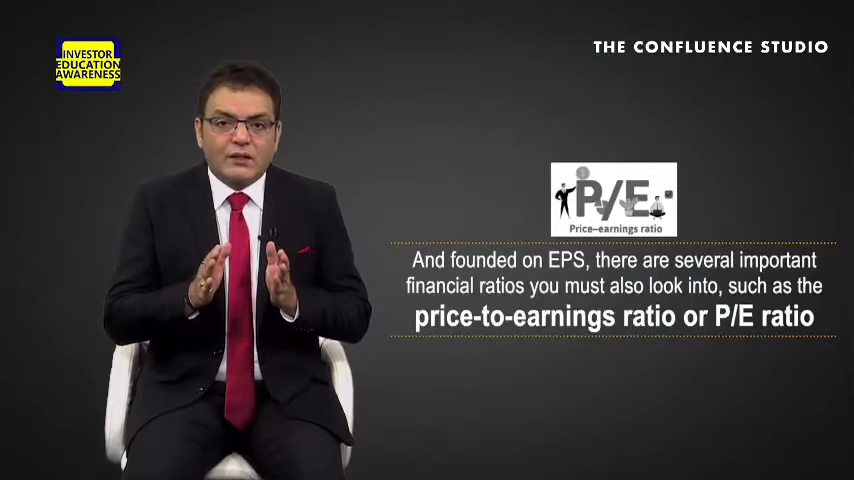 INVESTOR
EDUCATION
AWARENESS
THE CONFLUENCE STUDIO
P/E
Price–earnings ratio
And founded on EPS, there are several important
financial ratios you must also look into, such as the
price-to-earnings ratio or P/E ratio